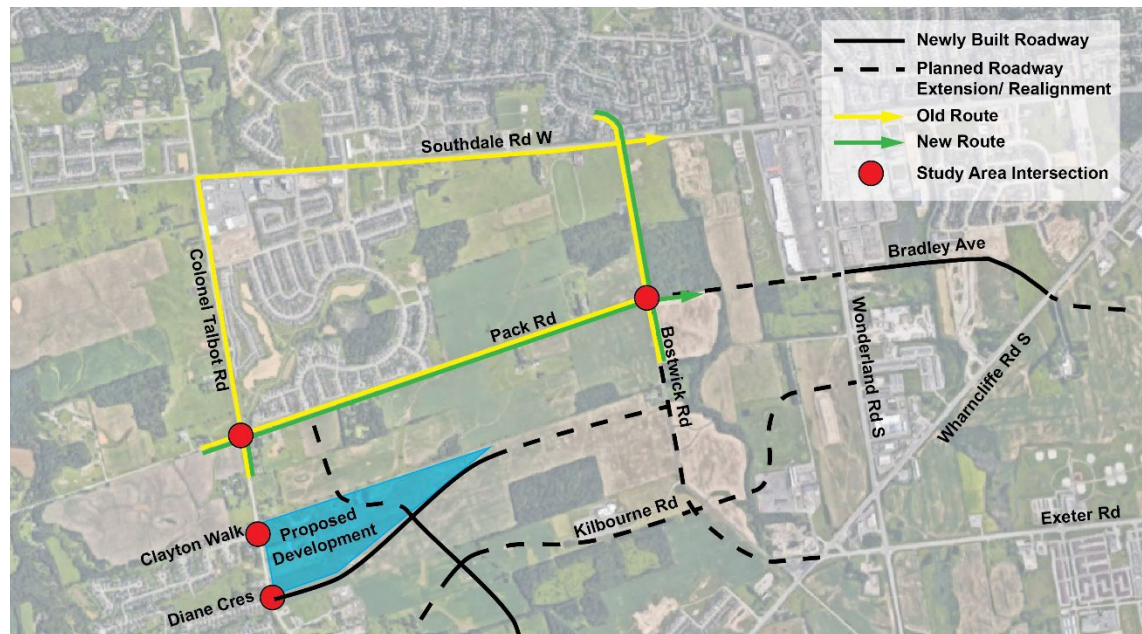 Newly Built Roadway
Planned Roadway
Extension/ Realignment
Old Route
New Route
Study Area Intersection
Southdale Rd W
Colonel Talbot Rd
Pack Rd
Bostwick Rd
Bradley Ave
Wonderland Rd S
Wharncliffe Rd S
Clayton Walk
Proposed
Development
Kilbourne Rd
Exeter Rd
Diane Cres